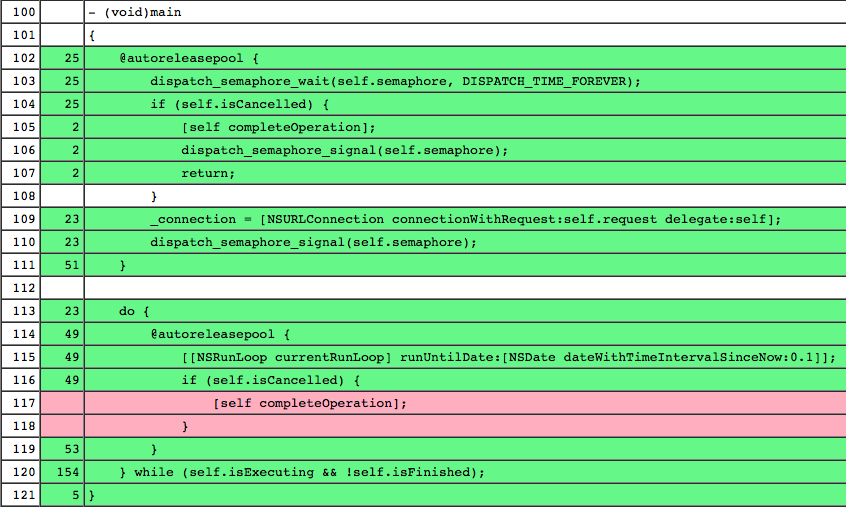 100 - (void)main
101 {
102 25 @autoreleasepool {
103 25 dispatch_semaphore_wait(self.semaphore, DISPATCH_TIME_FOREVER);
104 25 if (self.isCancelled) {
105 2 [self completeOperation];
106 2 dispatch_semaphore_signal(self.semaphore);
107 2 return;
108 }
109 23 _connection = [NSURLConnection connectionWithRequest:self.request delegate:self];
110 23 dispatch_semaphore_signal(self.semaphore);
111 51 }
112
113 23 do {
114 49 @autoreleasepool {
115 49 [[NSRunLoop currentRunLoop] runUntilDate:[NSDate dateWithTimeIntervalSinceNow:0.1]];
116 49 if (self.isCancelled) {
117 [self completeOperation];
118 }
119 53 }
120 154 } while (self.isExecuting && !self.isFinished);
121 5 }